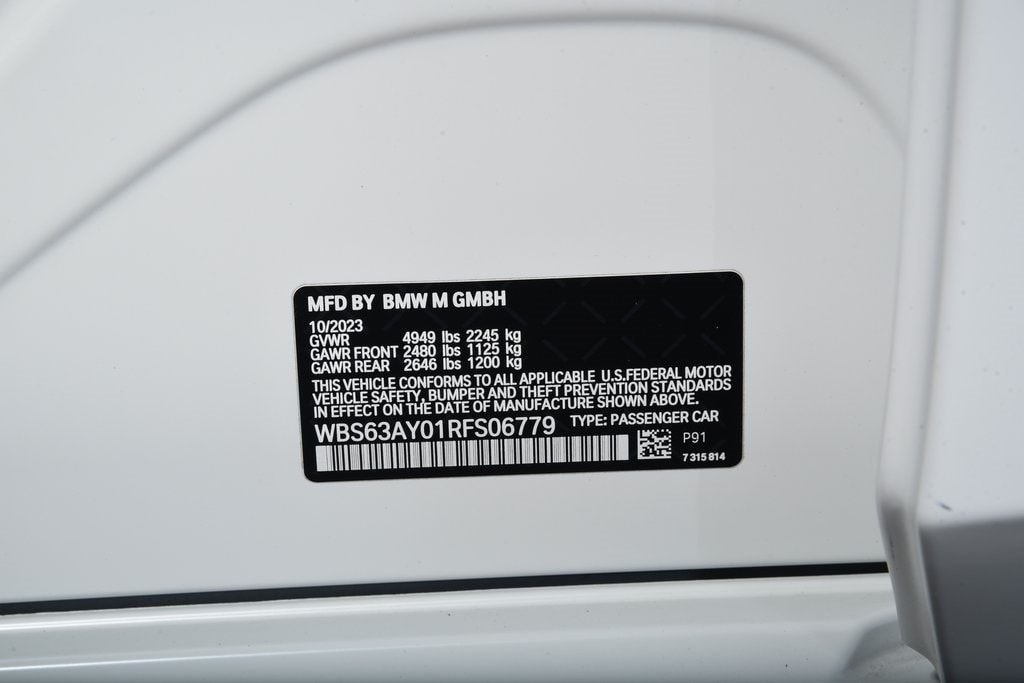 MFD BY BMW M GMBH
10/2023
GVWR 4949 lbs 2245 kg
GAWR FRONT 2480 lbs 1125 kg
GAWR REAR 2646 lbs 1200 kg
THIS VEHICLE CONFORMS TO ALL APPLICABLE U.S.FEDERAL MOTOR
VEHICLE SAFETY, BUMPER AND THEFT PREVENTION STANDARDS
IN EFFECT ON THE DATE OF MANUFACTURE SHOWN ABOVE.
WBS63AY01RFS06779 TYPE: PASSENGER CAR
P91
7 315 814